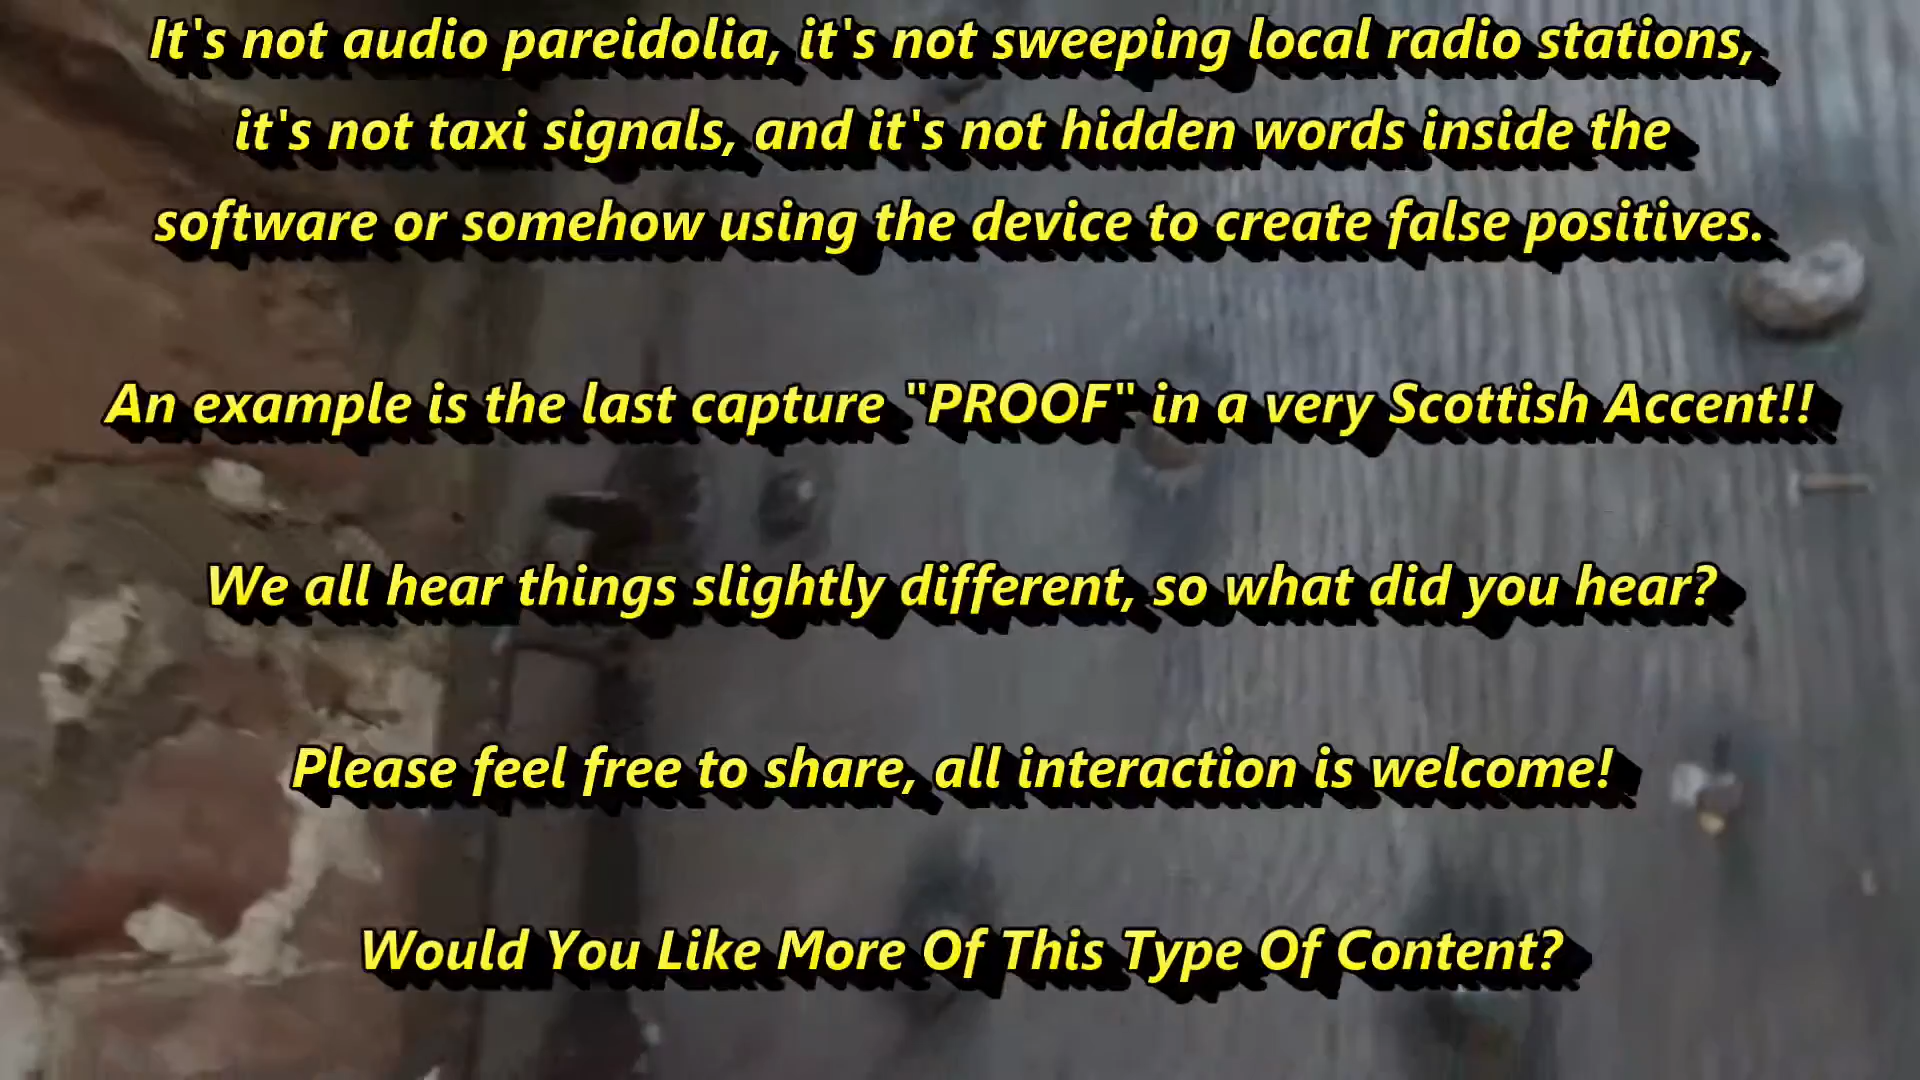 It's not audio pareidolia, it's not sweeping local radio stations,
it's not taxi signals, and it's not hidden words inside the
software or somehow using the device to create false positives.
An example is the last capture "PROOF" in a very Scottish Accent!!
We all hear things slightly different, so what did you hear?
Please feel free to share, all interaction is welcome!
Would You Like More Of This Type Of Content?